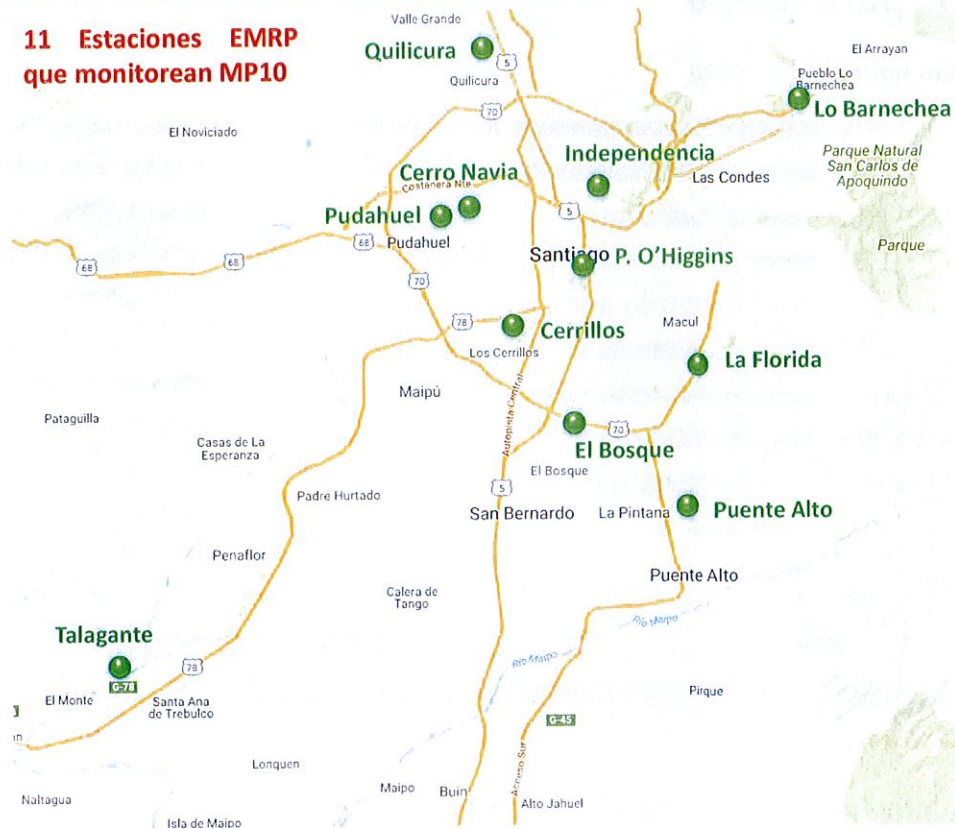 11 Estaciones EMRP
que monitorean MP10
Valle Grande
Quilicura
5
El Arrayan
Quilicura
Pueblo Lo
Barnechea
Lo Barnechea
70
El Noviciado
Independencia
Parque Natural
San Carlos de
Apoquindo
Cerro Navia
Las Condes
Costanera Nte
Pudahuel
5
Pudahuel
68
68
68
Santiago
P. O'Higgins
Parque
70
78
Cerrillos
Macul
Los Cerrillos
La Florida
Maipú
Autopista Central
Pataguilla
Casas de La
Esperanza
70
El Bosque
El Bosque
Padre Hurtado
5
San Bernardo
La Pintana
Puente Alto
Penaflor
Puente Alto
Calera de
Tango
Río Maipo
Talagante
Río Maipo
78
G-78
El Monte
Santa Ana
de Trebulco
Pirque
G-45
Acceso Sur
Lonquen
Naltagua
Maipo
Buin
Alto Jahuel
Isla de Maipo